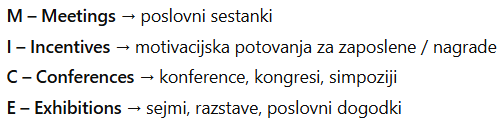 M – Meetings → poslovni sestanki
I – Incentives → motivacijska potovanja za zaposlene / nagrade
C – Conferences → konference, kongresi, simpoziji
E – Exhibitions → sejmi, razstave, poslovni dogodki